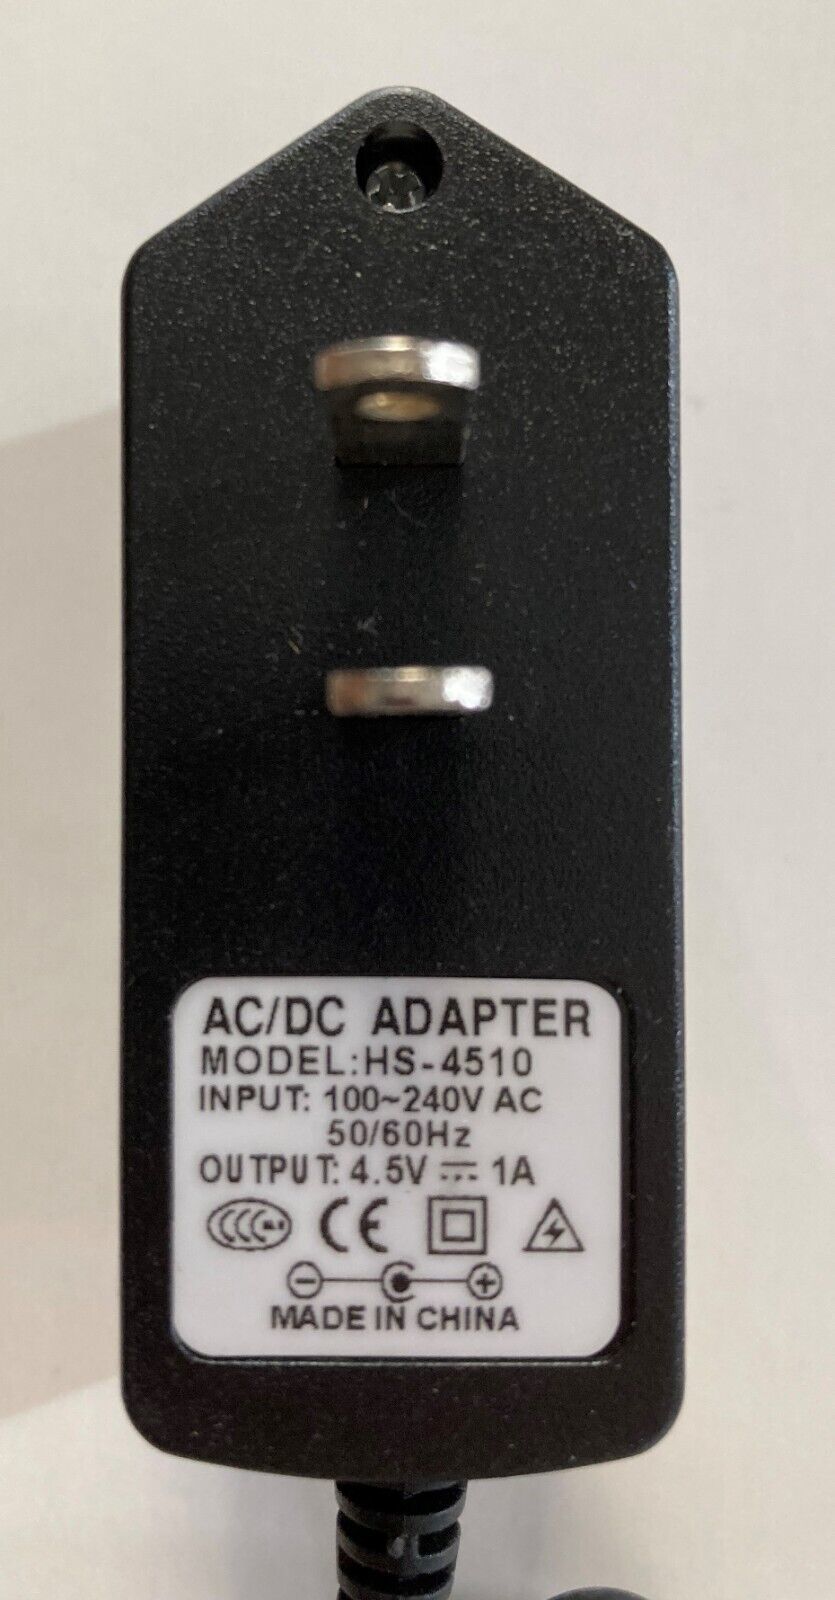 AC/DC ADAPTER
MODEL:HS-4510
INPUT: 100~240V AC
50/60Hz
OUTPUT: 4.5V ⎓ 1A
CCC CE
− +
MADE IN CHINA